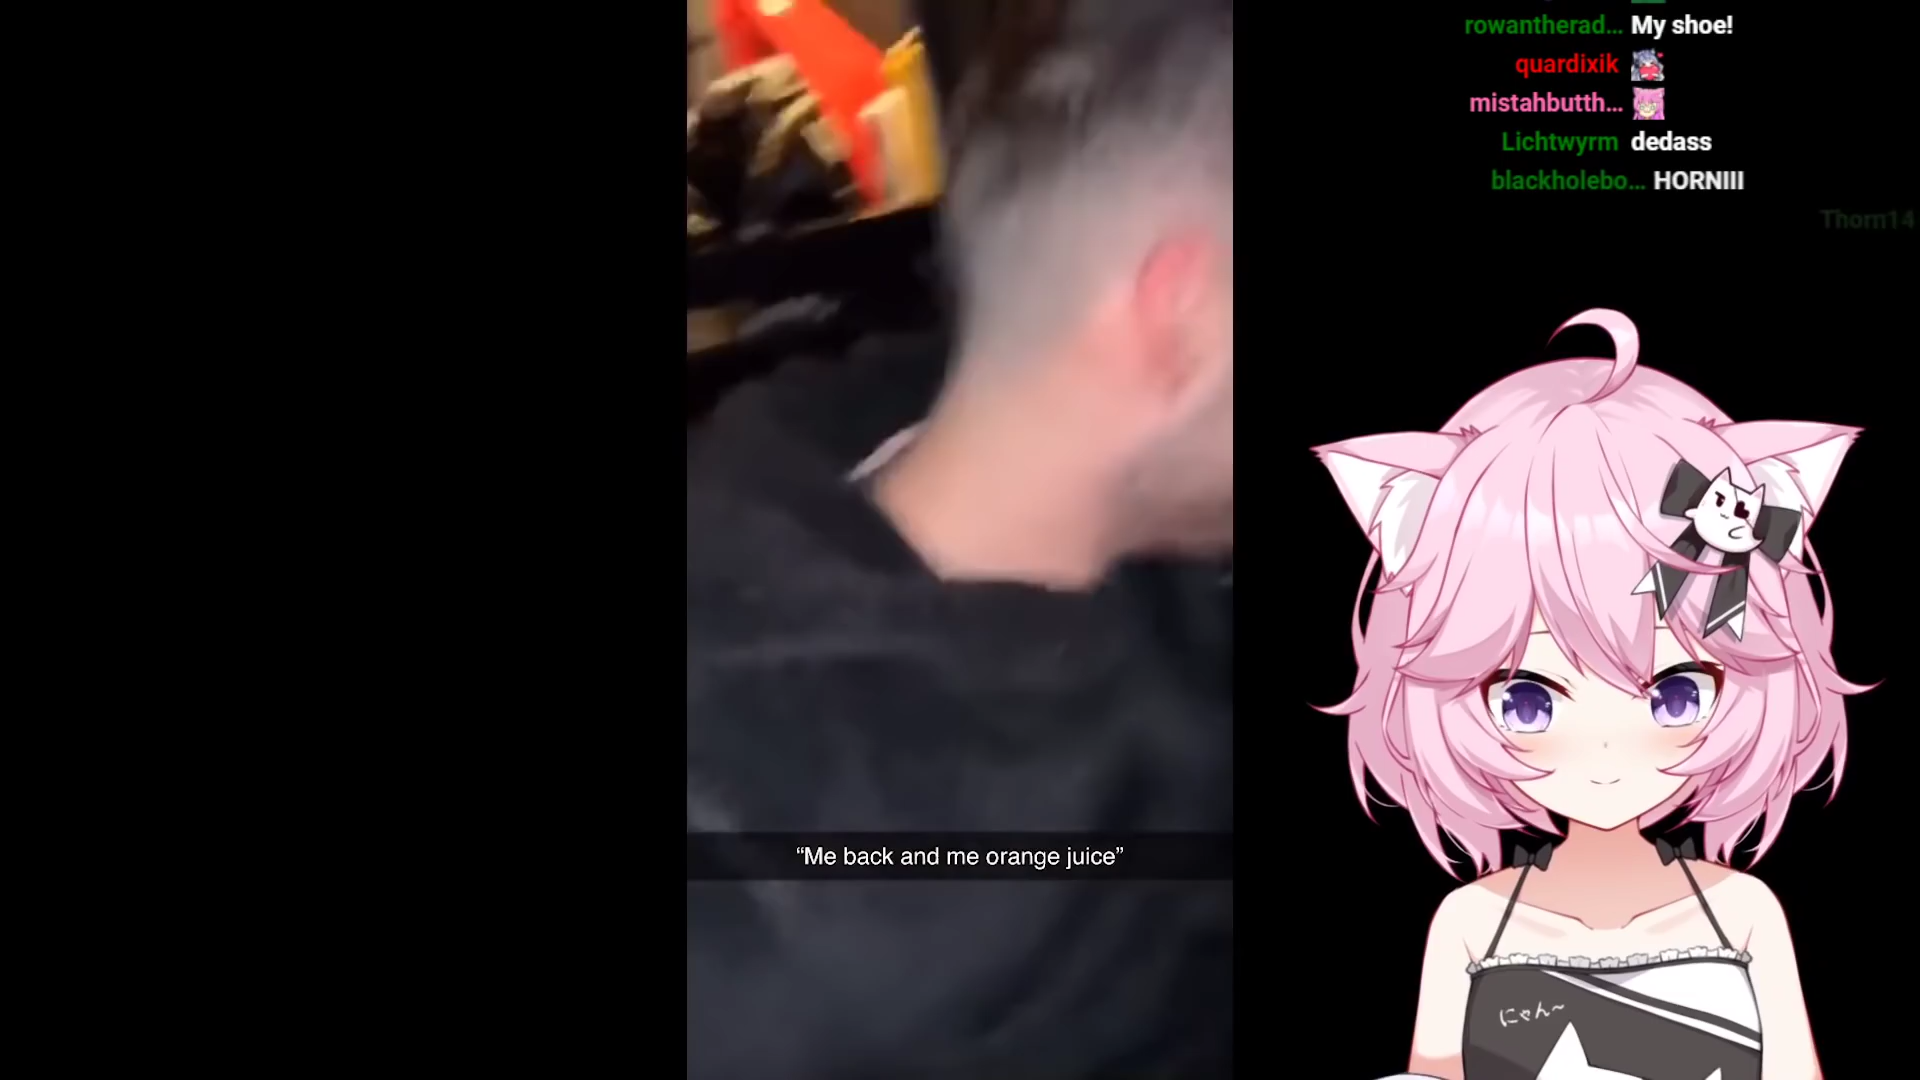 rowantherad... My shoe!
quardixik
mistahbutth...
Lichtwyrm dedass
blackholebo... HORNIII
Thorn14
“Me back and me orange juice”
にゃん~